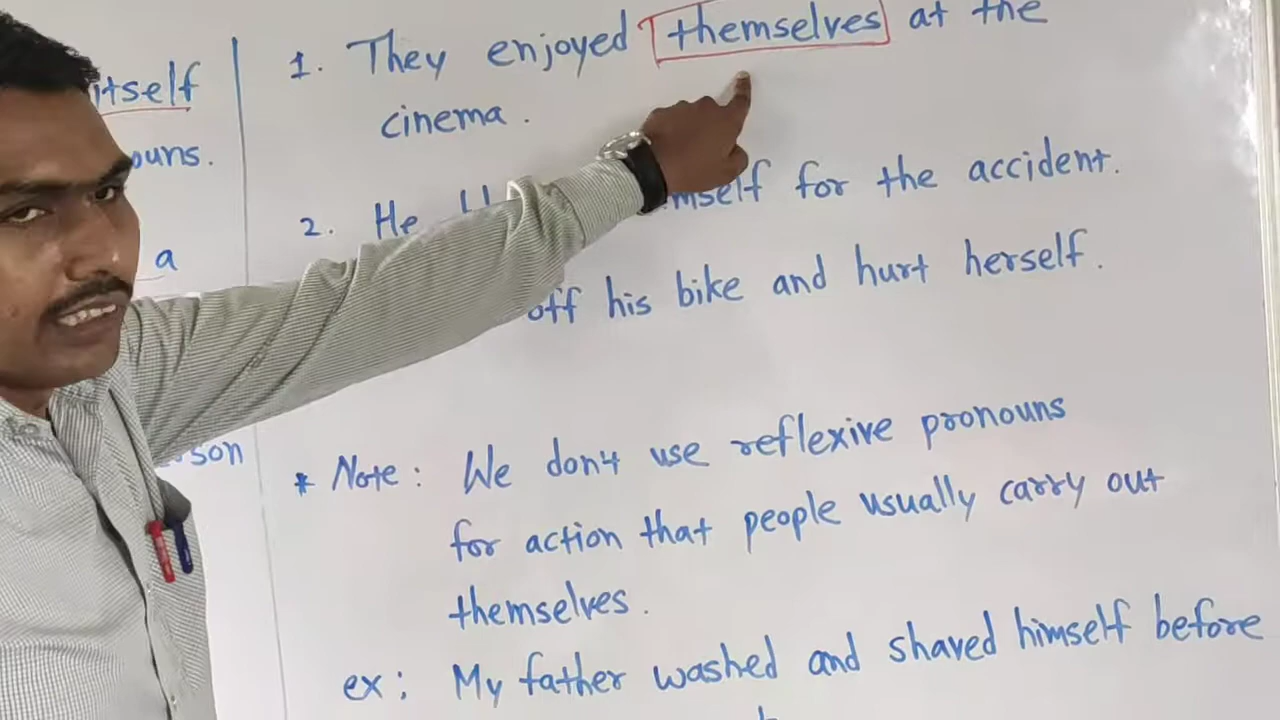 itself
ouns.
a
son
1. They enjoyed themselves at the
cinema.
2. He mself for the accident.
off his bike and hurt herself.
* Note: We don't use reflexive pronouns
for action that people usually carry out
themselves.
ex: My father washed and shaved himself before